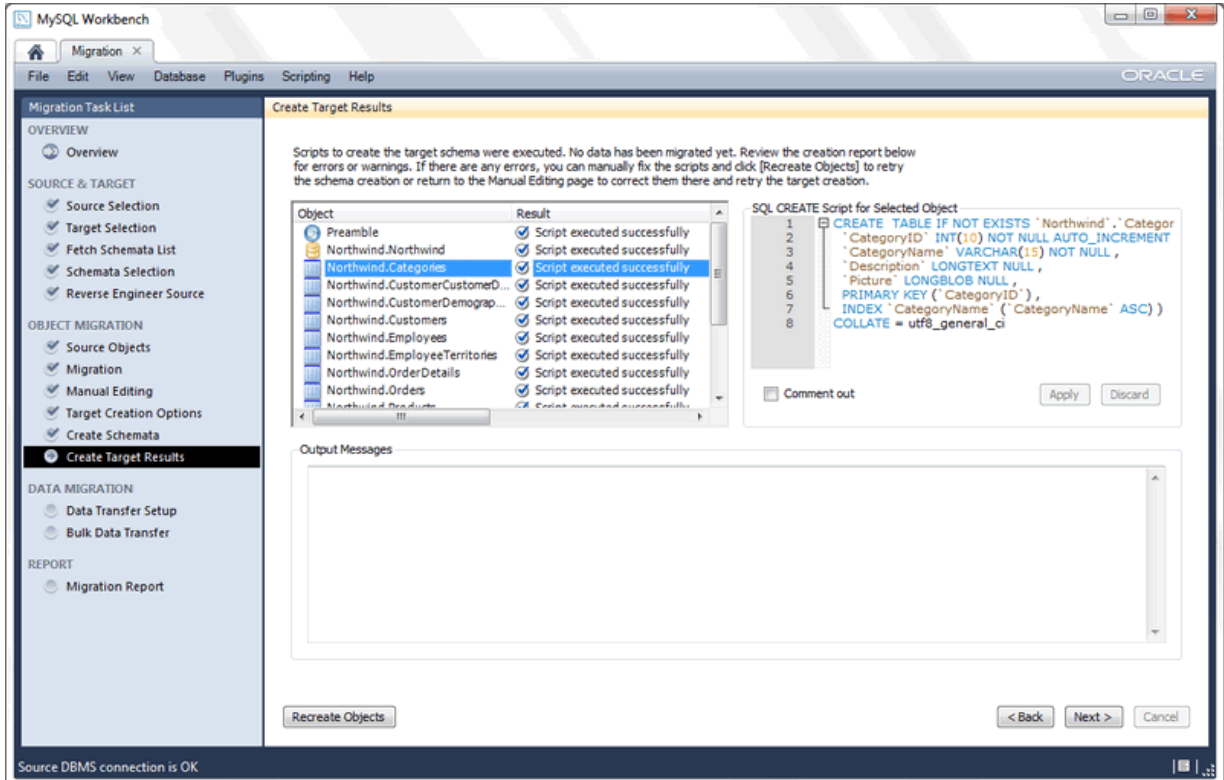 MySQL Workbench
Migration
File Edit View Database Plugins Scripting Help
ORACLE
Migration Task List
OVERVIEW
Overview
SOURCE & TARGET
Source Selection
Target Selection
Fetch Schemata List
Schemata Selection
Reverse Engineer Source
OBJECT MIGRATION
Source Objects
Migration
Manual Editing
Target Creation Options
Create Schemata
Create Target Results
DATA MIGRATION
Data Transfer Setup
Bulk Data Transfer
REPORT
Migration Report
Create Target Results
Scripts to create the target schema were executed. No data has been migrated yet. Review the creation report below
for errors or warnings. If there are any errors, you can manually fix the scripts and click [Recreate Objects] to retry
the schema creation or return to the Manual Editing page to correct them there and retry the target creation.
Object Result
Preamble Script executed successfully
Northwind.Northwind Script executed successfully
Northwind.Categories Script executed successfully
Northwind.CustomerCustomerD... Script executed successfully
Northwind.CustomerDemograp... Script executed successfully
Northwind.Customers Script executed successfully
Northwind.Employees Script executed successfully
Northwind.EmployeeTerritories Script executed successfully
Northwind.OrderDetails Script executed successfully
Northwind.Orders Script executed successfully
Northwind.Products Script executed successfully
SQL CREATE Script for Selected Object
1 CREATE TABLE IF NOT EXISTS `Northwind`.`Categor
2 `CategoryID` INT(10) NOT NULL AUTO_INCREMENT
3 `CategoryName` VARCHAR(15) NOT NULL ,
4 `Description` LONGTEXT NULL ,
5 `Picture` LONGBLOB NULL ,
6 PRIMARY KEY (`CategoryID`) ,
7 INDEX `CategoryName` (`CategoryName` ASC) )
8 COLLATE = utf8_general_ci
Comment out
Apply Discard
Output Messages
Recreate Objects
< Back Next > Cancel
Source DBMS connection is OK